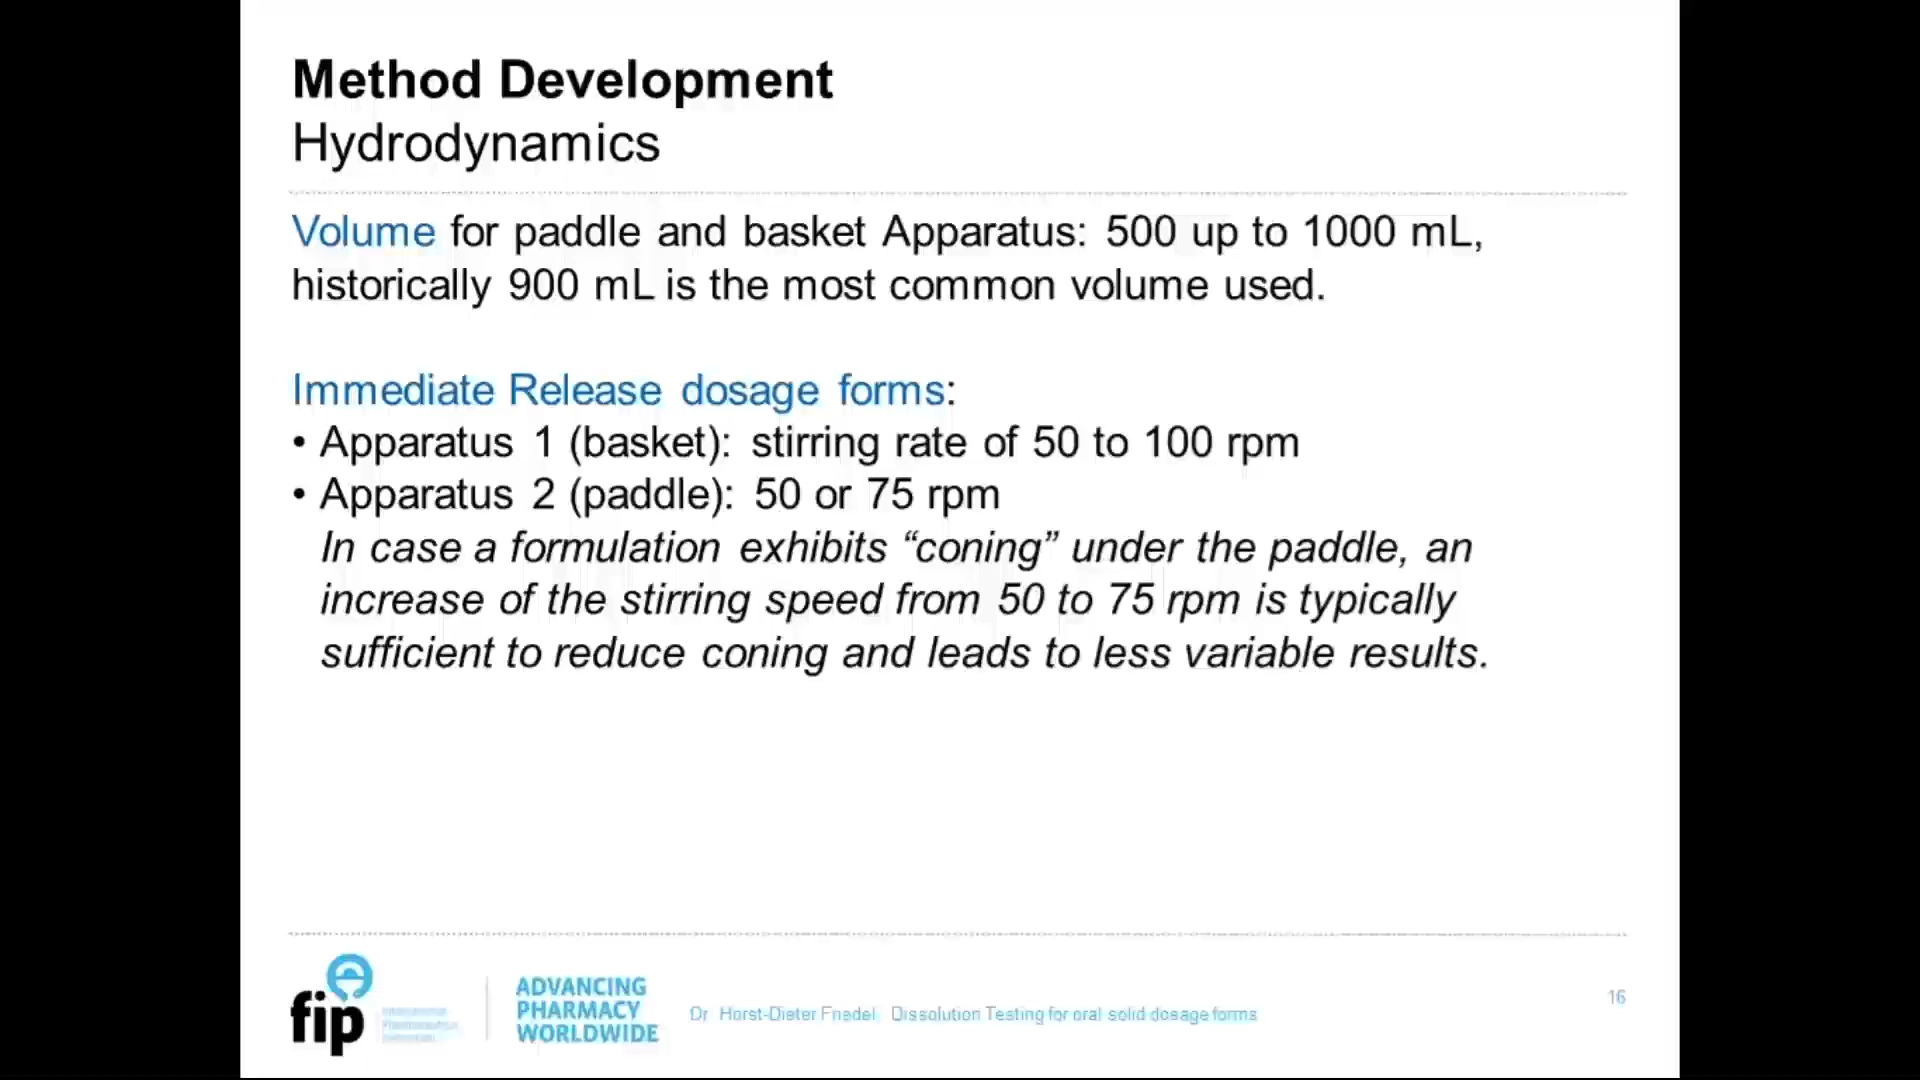 Method Development
Hydrodynamics
Volume for paddle and basket Apparatus: 500 up to 1000 mL,
historically 900 mL is the most common volume used.
Immediate Release dosage forms:
• Apparatus 1 (basket): stirring rate of 50 to 100 rpm
• Apparatus 2 (paddle): 50 or 75 rpm
In case a formulation exhibits “coning” under the paddle, an
increase of the stirring speed from 50 to 75 rpm is typically
sufficient to reduce coning and leads to less variable results.
fip
ADVANCING
PHARMACY
WORLDWIDE
Dr Horst-Dieter Friedel Dissolution Testing for oral solid dosage forms
16